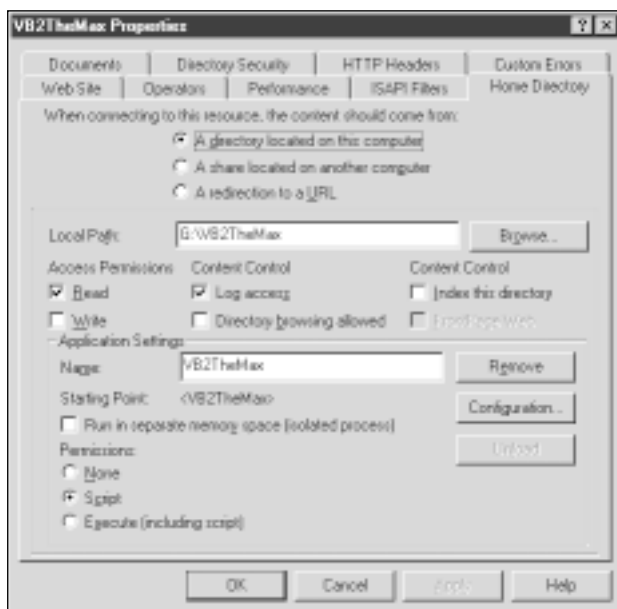 VB2TheMax Properties
Documents Directory Security HTTP Headers Custom Errors
Web Site Operators Performance ISAPI Filters Home Directory
When connecting to this resource, the content should come from:
A directory located on this computer
A share located on another computer
A redirection to a URL
Local Path: G:\VB2TheMax Browse...
Access Permissions Content Control Content Control
Read Log access Index this directory
Write Directory browsing allowed FrontPage Web
Application Settings
Name: VB2TheMax Remove
Starting Point: <VB2TheMax> Configuration...
Run in separate memory space (isolated process)
Permissions: Unload
None
Script
Execute (including script)
OK Cancel Apply Help